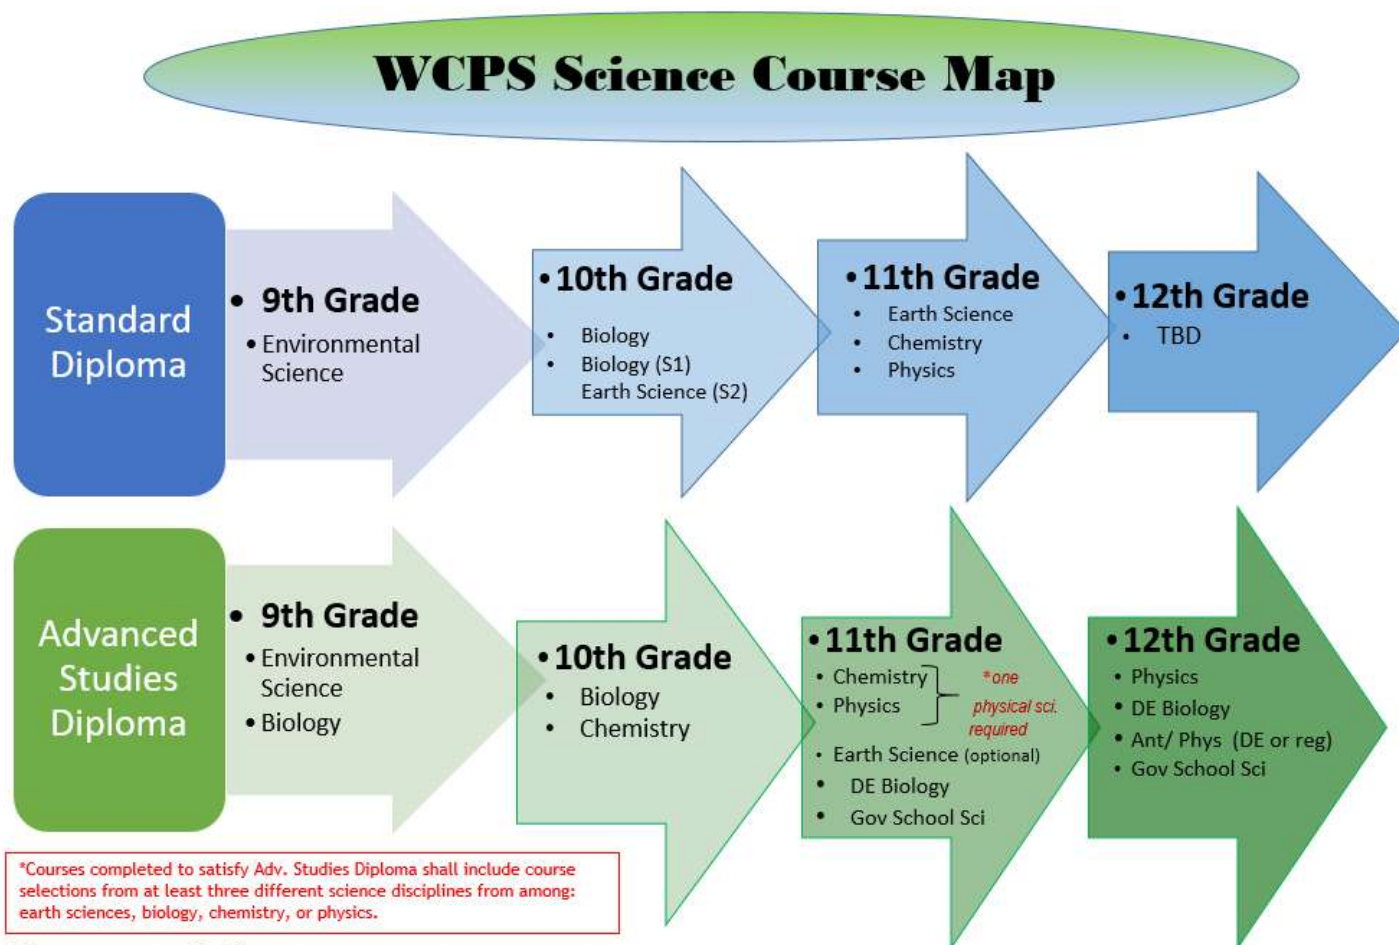 WCPS Science Course Map
Standard
Diploma
• 9th Grade
• Environmental
Science
• 10th Grade
• Biology
• Biology (S1)
Earth Science (S2)
• 11th Grade
• Earth Science
• Chemistry
• Physics
• 12th Grade
• TBD
Advanced
Studies
Diploma
• 9th Grade
• Environmental
Science
• Biology
• 10th Grade
• Biology
• Chemistry
• 11th Grade
• Chemistry
• Physics
*one
physical sci.
required
• Earth Science (optional)
• DE Biology
• Gov School Sci
• 12th Grade
• Physics
• DE Biology
• Ant/ Phys (DE or reg)
• Gov School Sci
*Courses completed to satisfy Adv. Studies Diploma shall include course
selections from at least three different science disciplines from among:
earth sciences, biology, chemistry, or physics.